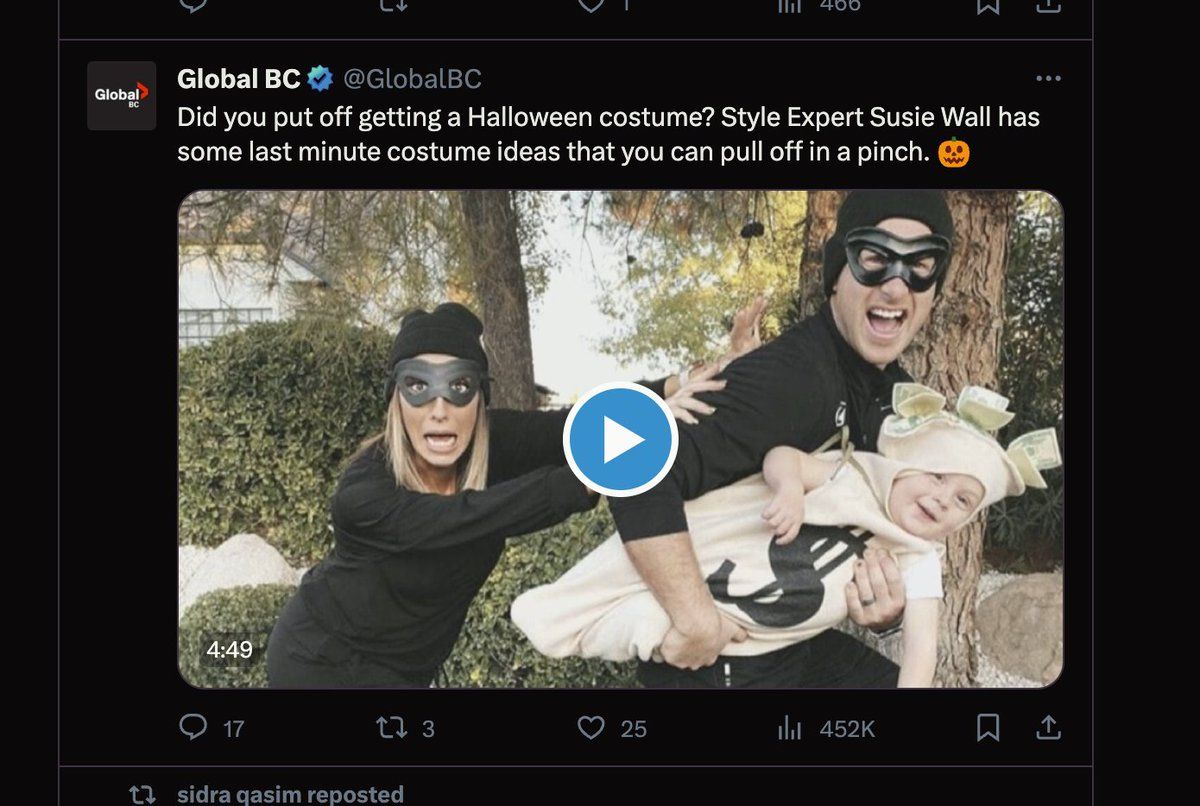 1
466
Global BC @GlobalBC
Global
BC
Did you put off getting a Halloween costume? Style Expert Susie Wall has
some last minute costume ideas that you can pull off in a pinch. 🎃
$
4:49
17
3
25
452K
sidra qasim reposted